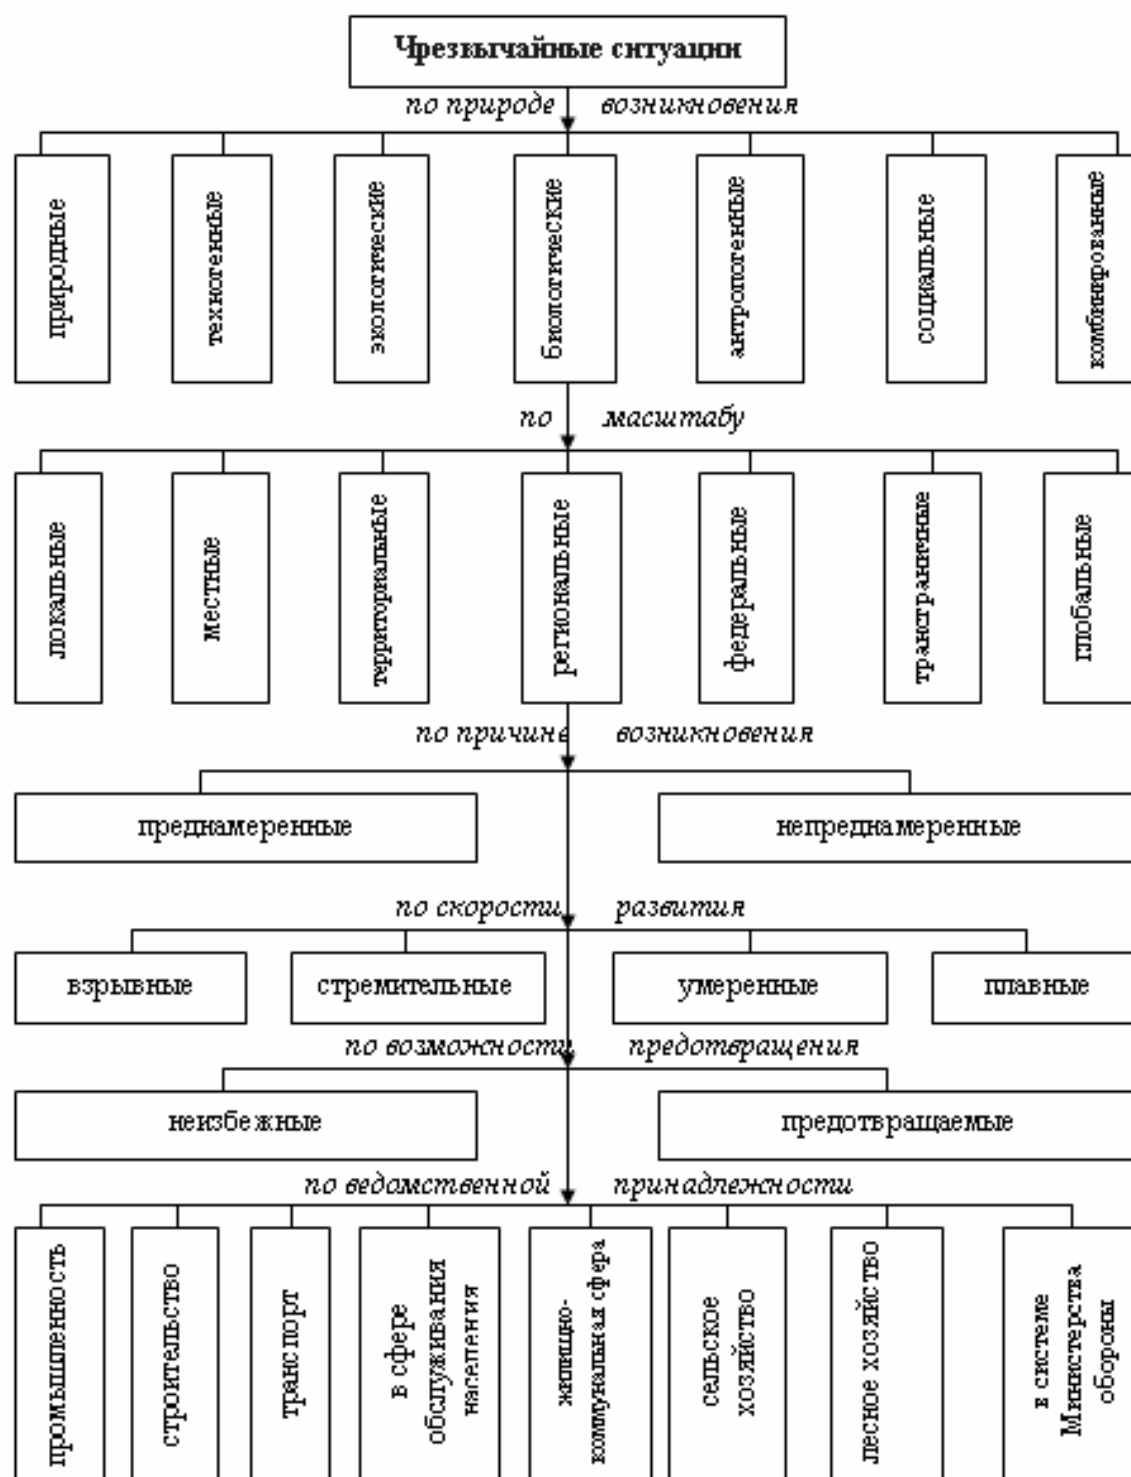 Чрезвычайные ситуации
по природе возникновения
природные
техногенные
экологические
биологические
антропогенные
социальные
комбинированные
по масштабу
локальные
местные
территориальные
региональные
федеральные
трансграничные
глобальные
по причине возникновения
преднамеренные
непреднамеренные
по скорости развития
взрывные
стремительные
умеренные
плавные
по возможности предотвращения
неизбежные
предотвращаемые
по ведомственной принадлежности
промышленность
строительство
транспорт
в сфере
обслуживания
населения
жилищно-
коммунальная сфера
сельское
хозяйство
лесное хозяйство
в системе
Министерства
обороны